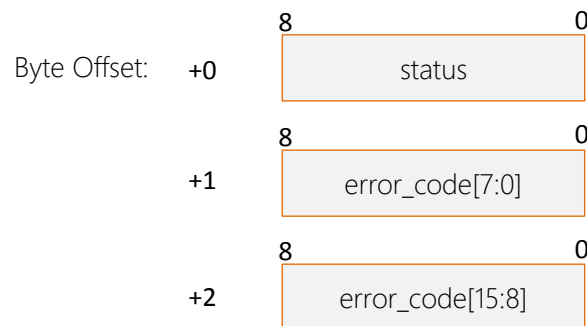 8 0
Byte Offset: +0 status
8 0
+1 error_code[7:0]
8 0
+2 error_code[15:8]